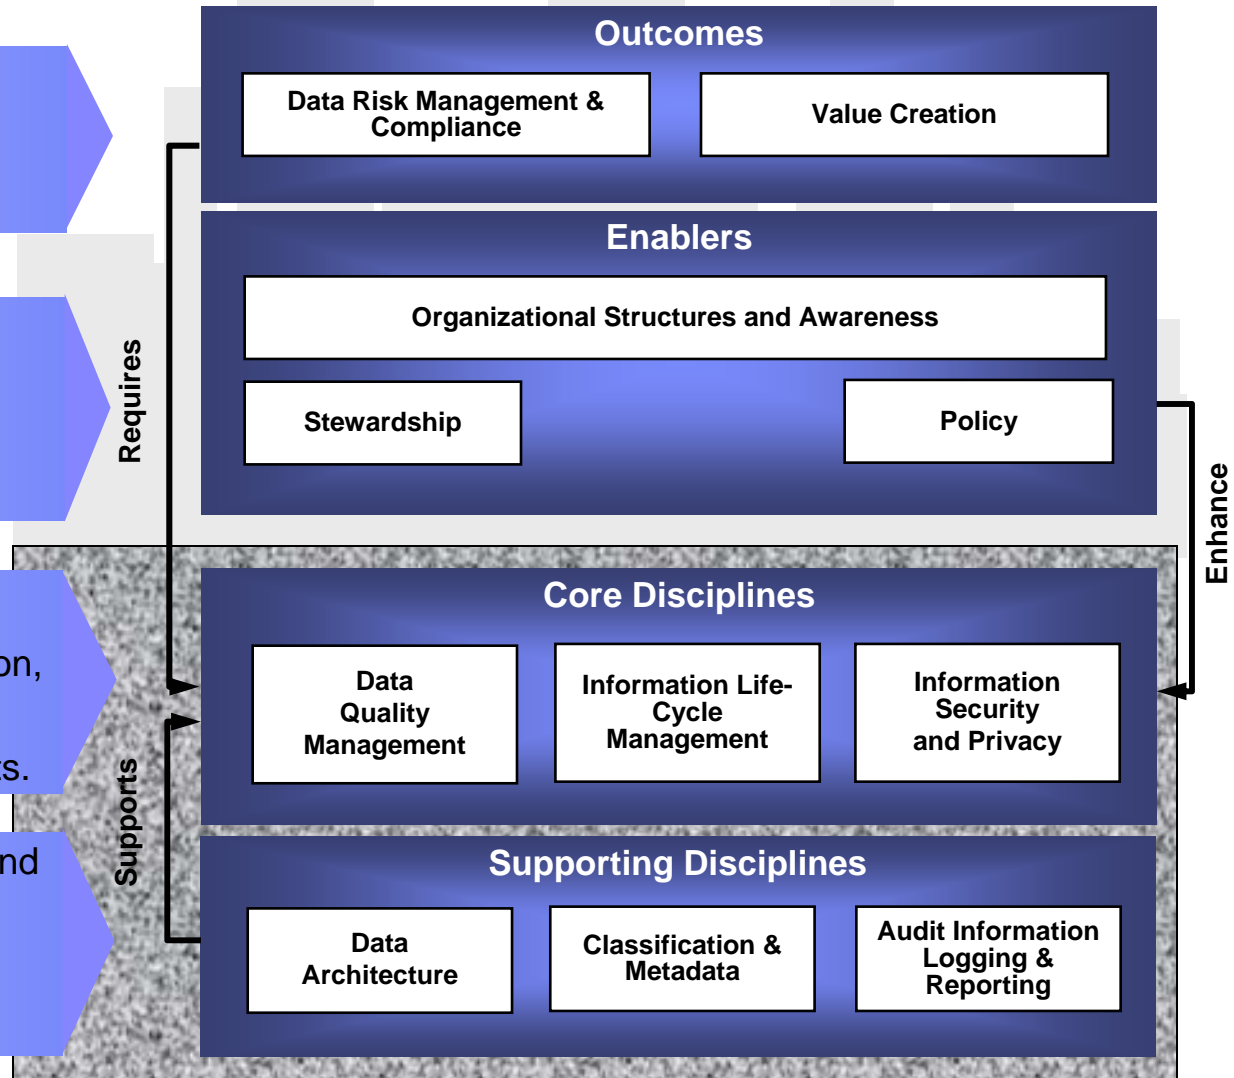 Outcomes
Data Risk Management &
Compliance
Value Creation
Enablers
Organizational Structures and Awareness
Stewardship
Policy
Requires
Enhance
Core Disciplines
Data
Quality
Management
Information Life-
Cycle
Management
Information
Security
and Privacy
on,
ts.
Supports
Supporting Disciplines
nd
Data
Architecture
Classification &
Metadata
Audit Information
Logging &
Reporting